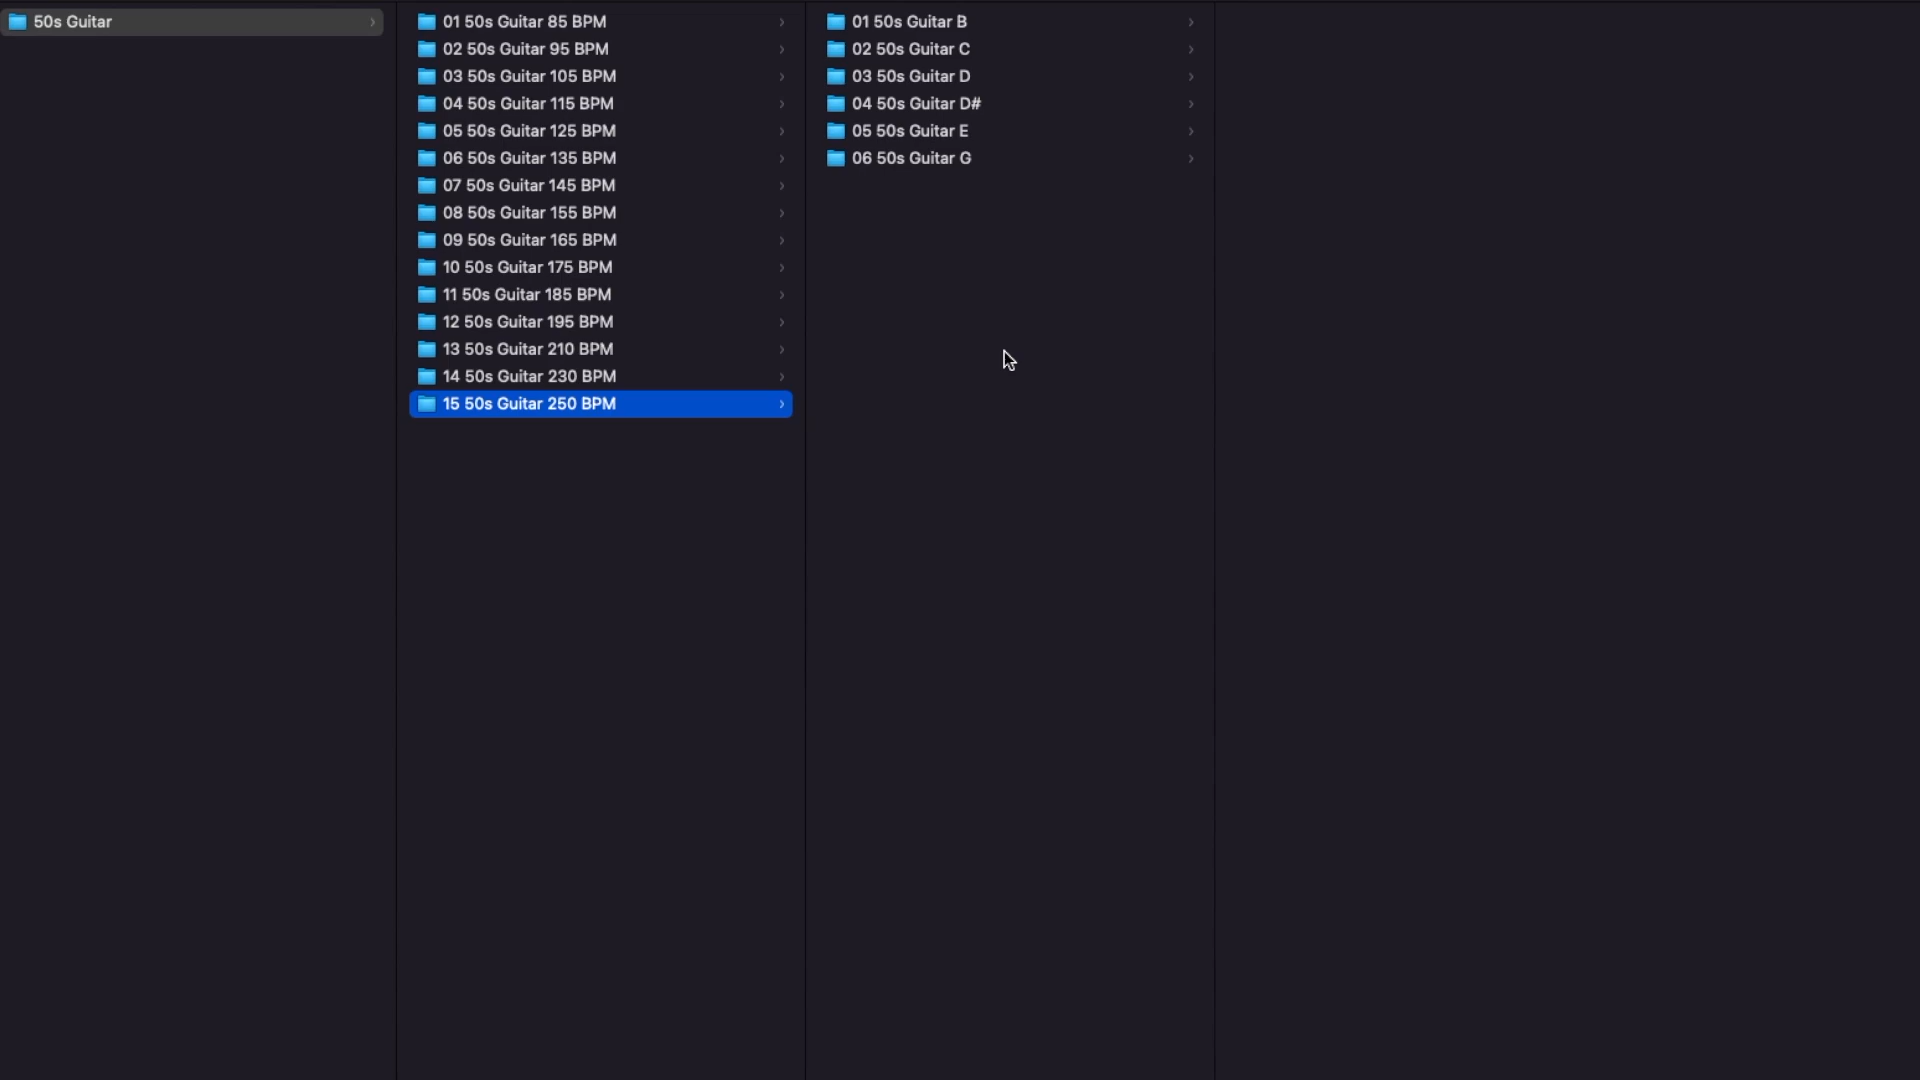 50s Guitar
01 50s Guitar 85 BPM
02 50s Guitar 95 BPM
03 50s Guitar 105 BPM
04 50s Guitar 115 BPM
05 50s Guitar 125 BPM
06 50s Guitar 135 BPM
07 50s Guitar 145 BPM
08 50s Guitar 155 BPM
09 50s Guitar 165 BPM
10 50s Guitar 175 BPM
11 50s Guitar 185 BPM
12 50s Guitar 195 BPM
13 50s Guitar 210 BPM
14 50s Guitar 230 BPM
15 50s Guitar 250 BPM
01 50s Guitar B
02 50s Guitar C
03 50s Guitar D
04 50s Guitar D#
05 50s Guitar E
06 50s Guitar G